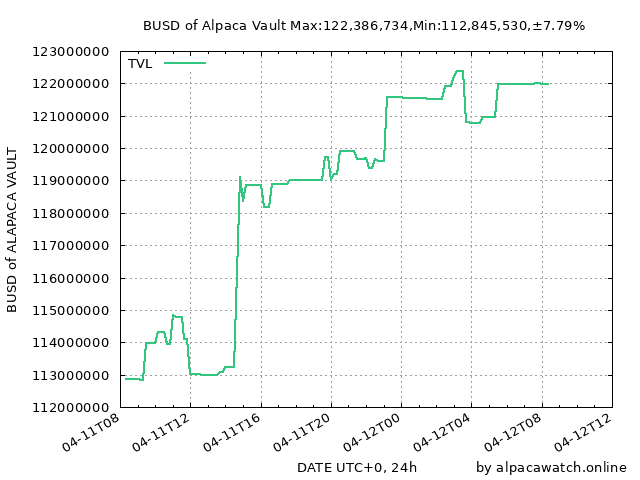 BUSD of Alpaca Vault Max:122,386,734,Min:112,845,530,±7.79%
TVL
123000000
122000000
121000000
120000000
119000000
118000000
117000000
116000000
115000000
114000000
113000000
112000000
BUSD of ALAPACA VAULT
04-11T08
04-11T12
04-11T16
04-11T20
04-12T00
04-12T04
04-12T08
04-12T12
DATE UTC+0, 24h
by alpacawatch.online